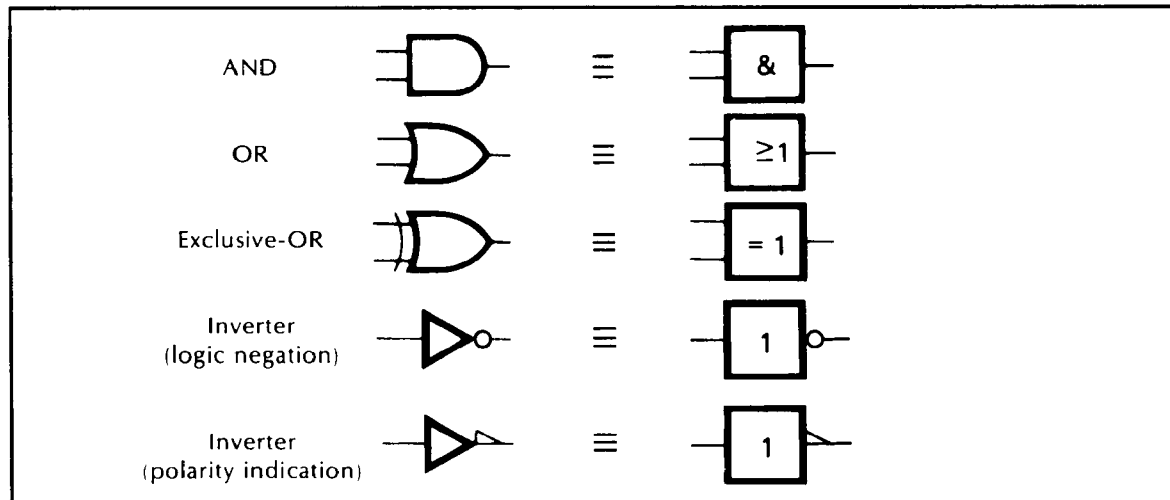 AND ≡ &
OR ≡ ≥1
Exclusive-OR ≡ = 1
Inverter
(logic negation) ≡ 1
Inverter
(polarity indication) ≡ 1